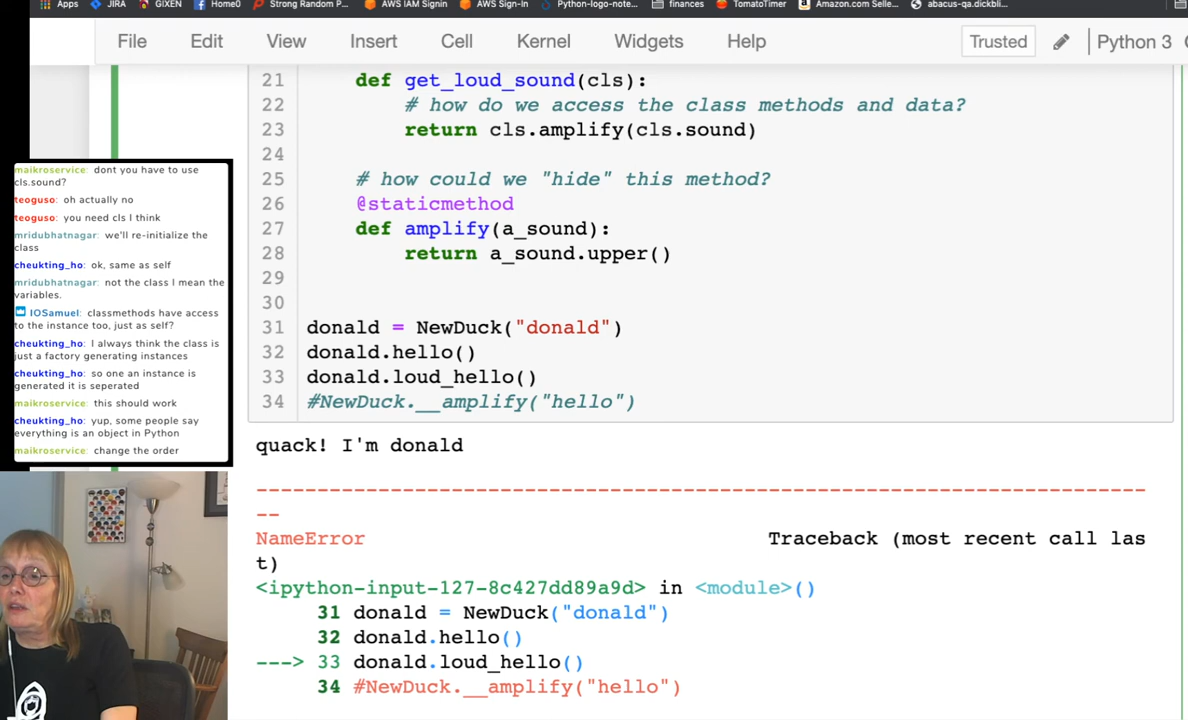 Apps JIRA GIXEN Home0 Strong Random P... AWS IAM Signin AWS Sign-In Python-logo-note... finances TomatoTimer Amazon.com Selle... abacus-qa.dickbli...
File Edit View Insert Cell Kernel Widgets Help Trusted Python 3
21 def get_loud_sound(cls):
22 # how do we access the class methods and data?
23 return cls.amplify(cls.sound)
24
25 # how could we "hide" this method?
26 @staticmethod
27 def amplify(a_sound):
28 return a_sound.upper()
29
30
31 donald = NewDuck("donald")
32 donald.hello()
33 donald.loud_hello()
34 #NewDuck.__amplify("hello")
quack! I'm donald
--------------------------------------------------------------------------
--
NameError Traceback (most recent call las
t)
<ipython-input-127-8c427dd89a9d> in <module>()
31 donald = NewDuck("donald")
32 donald.hello()
---> 33 donald.loud_hello()
34 #NewDuck.__amplify("hello")
maikroservice: dont you have to use
cls.sound?
teoguso: oh actually no
teoguso: you need cls I think
mridubhatnagar: we'll re-initialize the
class
cheukting_ho: ok, same as self
mridubhatnagar: not the class I mean the
variables.
IOSamuel: classmethods have access
to the instance too, just as self?
cheukting_ho: I always think the class is
just a factory generating instances
cheukting_ho: so one an instance is
generated it is seperated
maikroservice: this should work
cheukting_ho: yup, some people say
everything is an object in Python
maikroservice: change the order